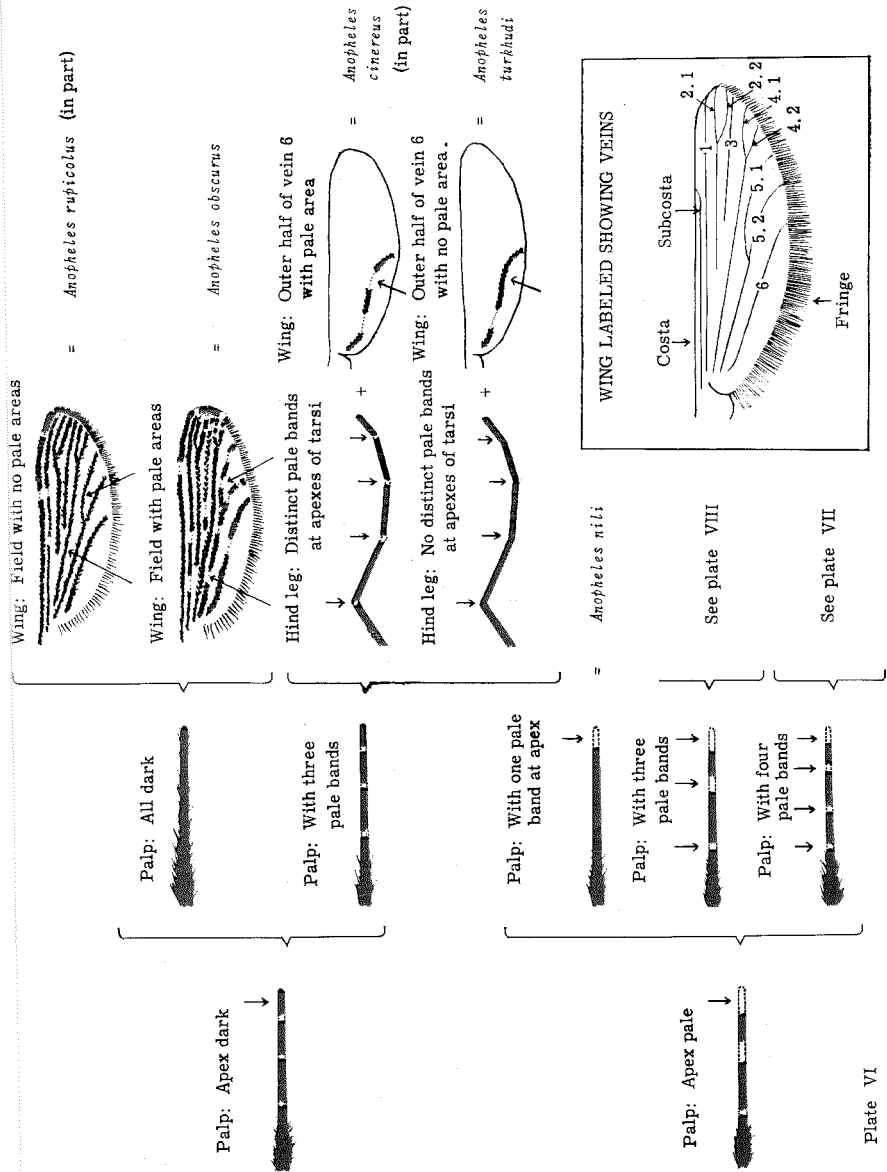 Palp: Apex dark
Palp: Apex pale
Palp: All dark
Palp: With three
pale bands
Palp: With one pale
band at apex
Palp: With three
pale bands
Palp: With four
pale bands
Wing: Field with no pale areas
= Anopheles rupicolus (in part)
Wing: Field with pale areas
= Anopheles obscurus
Hind leg: Distinct pale bands
at apexes of tarsi
+
Wing: Outer half of vein 6
with pale area
= Anopheles
cinereus
(in part)
Hind leg: No distinct pale bands
at apexes of tarsi
+
Wing: Outer half of vein 6
with no pale area.
= Anopheles
turkhudi
= Anopheles nili
See plate VIII
See plate VII
WING LABELED SHOWING VEINS
Costa
Subcosta
1
2.1
2.2
3
4.1
4.2
5.1
5.2
6
Fringe
Plate VI